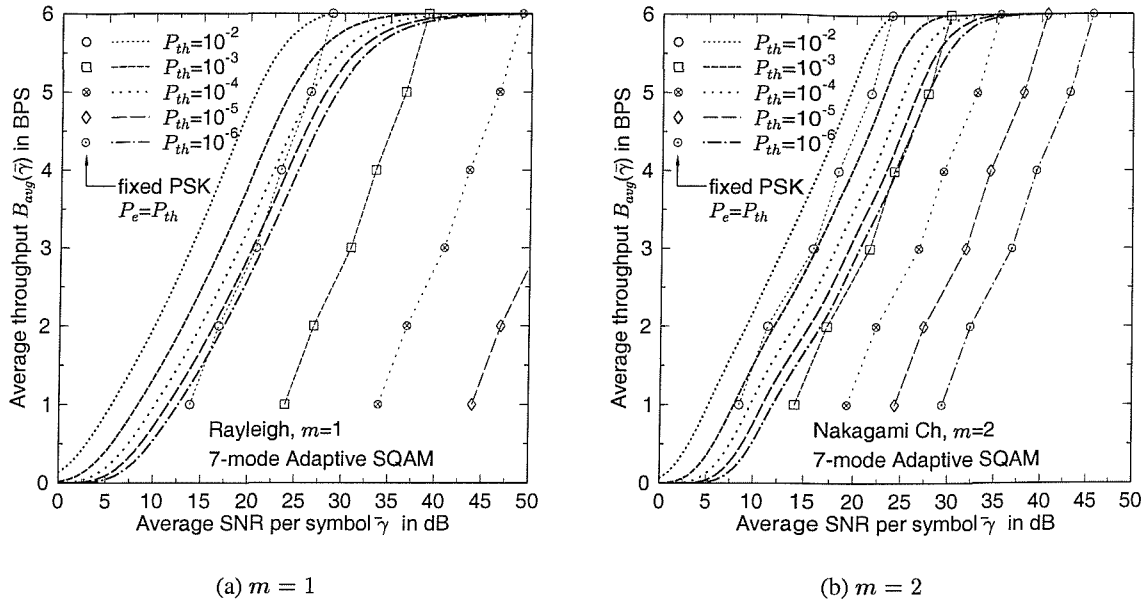 6
5
4
3
2
1
0
Average throughput B_avg(γ̄) in BPS
P_th=10^-2
P_th=10^-3
P_th=10^-4
P_th=10^-5
P_th=10^-6
fixed PSK
P_e=P_th
Rayleigh, m=1
7-mode Adaptive SQAM
0 5 10 15 20 25 30 35 40 45 50
Average SNR per symbol γ̄ in dB
(a) m = 1
6
5
4
3
2
1
0
Average throughput B_avg(γ̄) in BPS
P_th=10^-2
P_th=10^-3
P_th=10^-4
P_th=10^-5
P_th=10^-6
fixed PSK
P_e=P_th
Nakagami Ch, m=2
7-mode Adaptive SQAM
0 5 10 15 20 25 30 35 40 45 50
Average SNR per symbol γ̄ in dB
(b) m = 2